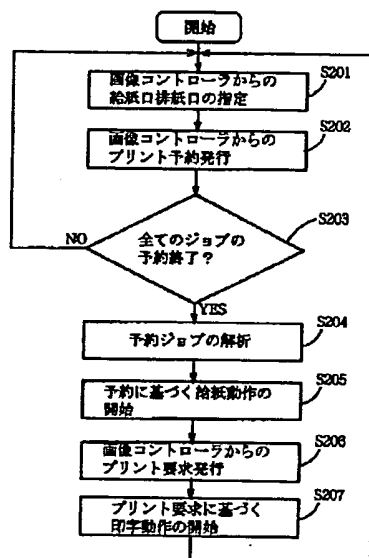 開始
S201
画像コントローラからの
給紙口排紙口の指定
S202
画像コントローラからの
プリント予約発行
S203
全てのジョブの
予約終了?
NO
YES
S204
予約ジョブの解析
S205
予約に基づく給紙動作の
開始
S206
画像コントローラからの
プリント要求発行
S207
プリント要求に基づく
印字動作の開始